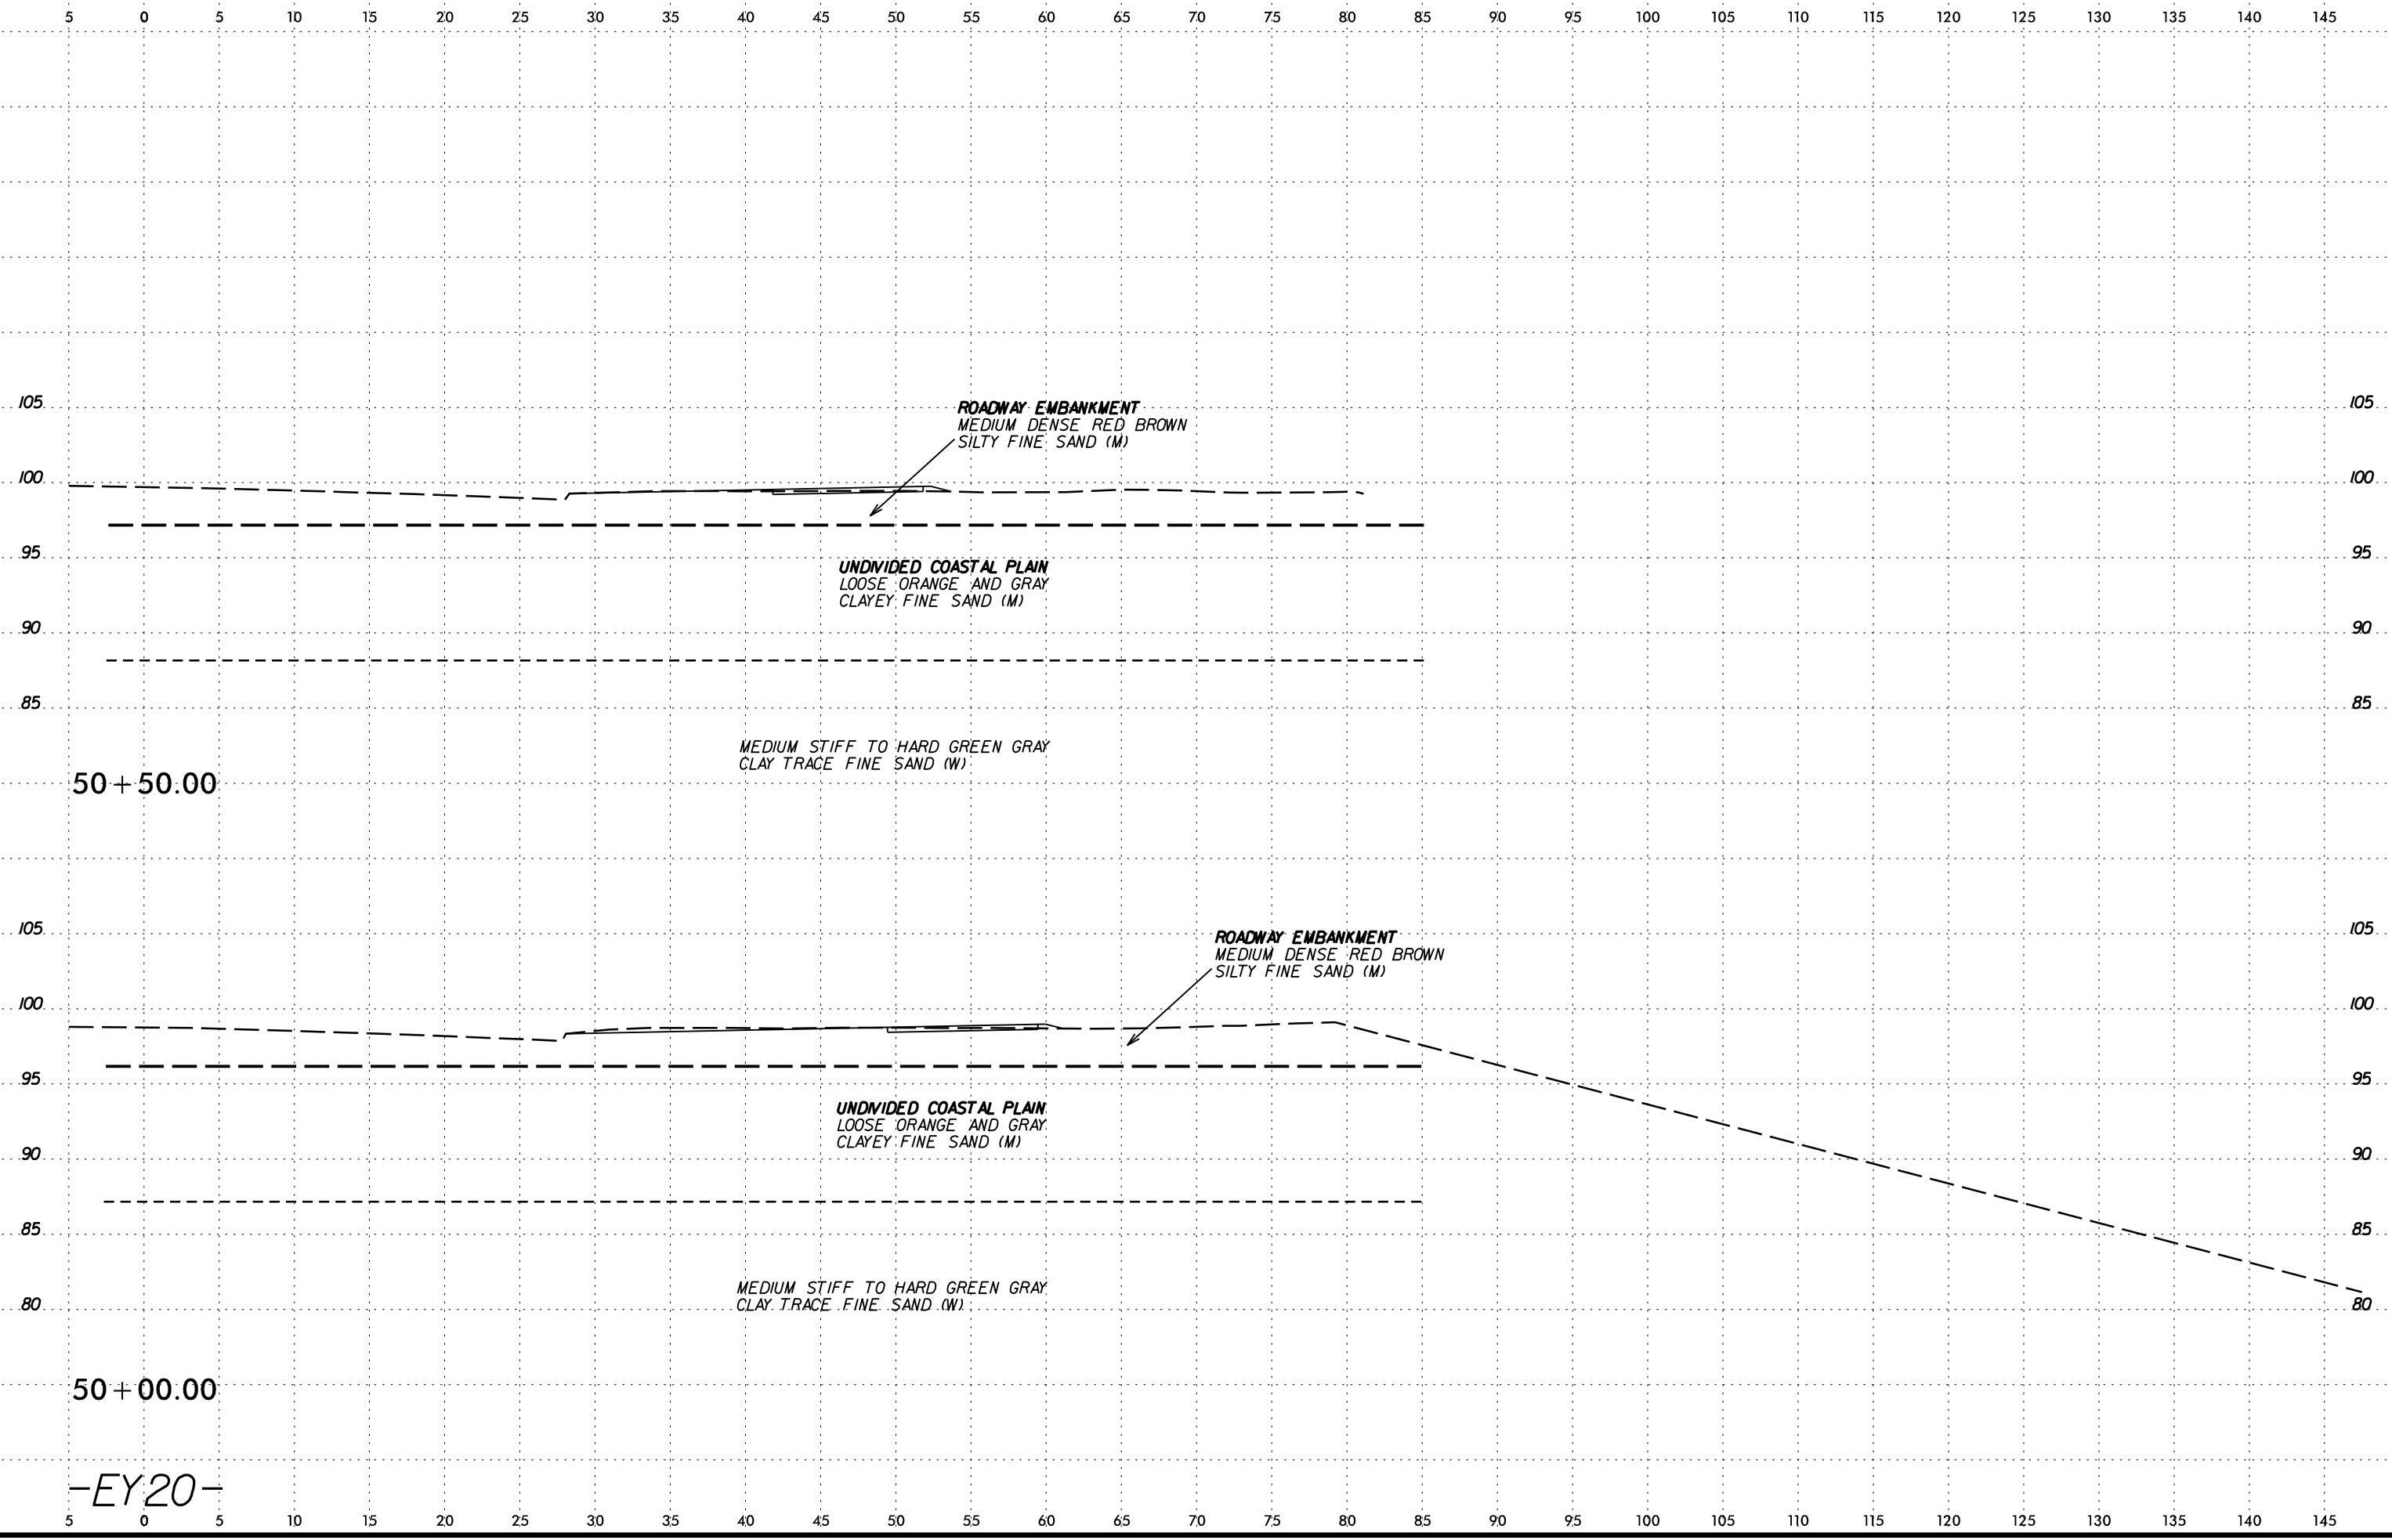 5 0 5 10 15 20 25 30 35 40 45 50 55 60 65 70 75 80 85 90 95 100 105 110 115 120 125 130 135 140 145
105 105
ROADWAY EMBANKMENT
MEDIUM DENSE RED BROWN
SILTY FINE SAND (M)
100 100
95 95
UNDIVIDED COASTAL PLAIN
LOOSE ORANGE AND GRAY
CLAYEY FINE SAND (M)
90 90
85 85
MEDIUM STIFF TO HARD GREEN GRAY
CLAY TRACE FINE SAND (W)
50+50.00
105 105
ROADWAY EMBANKMENT
MEDIUM DENSE RED BROWN
SILTY FINE SAND (M)
100 100
95 95
UNDIVIDED COASTAL PLAIN
LOOSE ORANGE AND GRAY
CLAYEY FINE SAND (M)
90 90
85 85
MEDIUM STIFF TO HARD GREEN GRAY
CLAY TRACE FINE SAND (W)
80 80
50+00.00
-EY20-
5 0 5 10 15 20 25 30 35 40 45 50 55 60 65 70 75 80 85 90 95 100 105 110 115 120 125 130 135 140 145